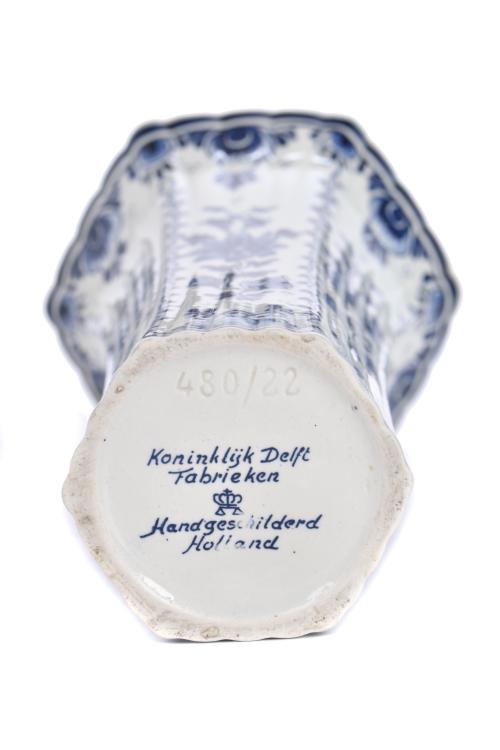 480/22
Koninklijk Delft
Fabrieken
Handgeschilderd
Holland